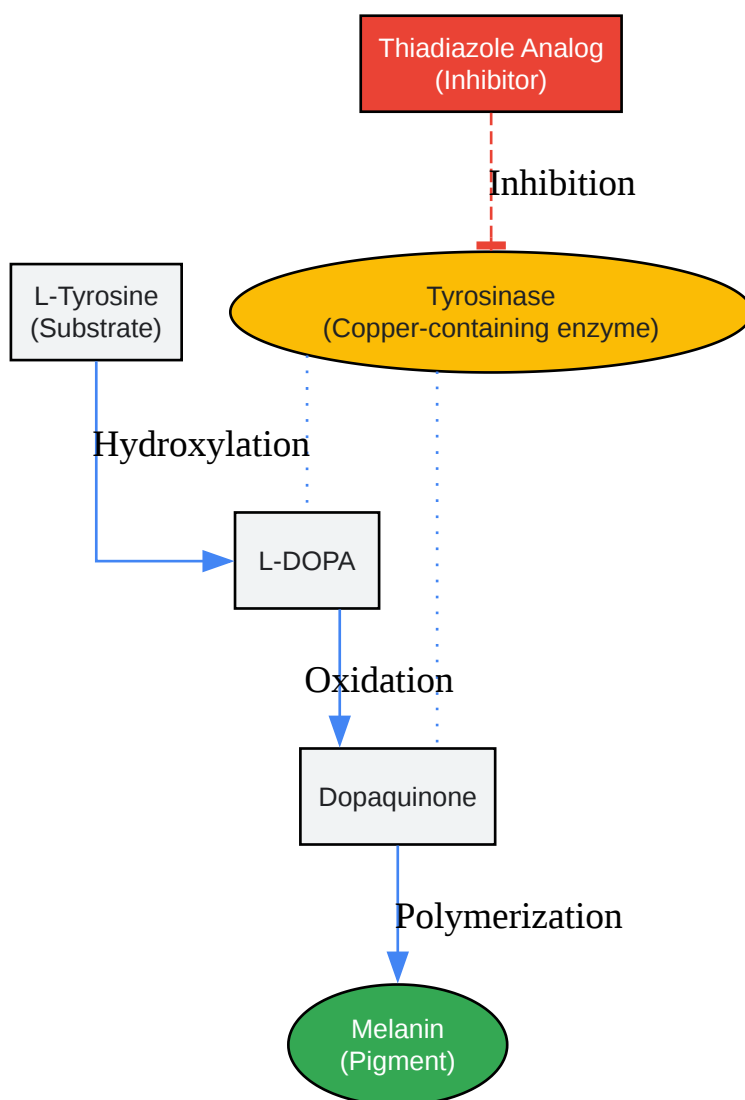 Thiadiazole Analog
(Inhibitor)
Inhibition
L-Tyrosine
(Substrate)
Tyrosinase
(Copper-containing enzyme)
Hydroxylation
L-DOPA
Oxidation
Dopaquinone
Polymerization
Melanin
(Pigment)